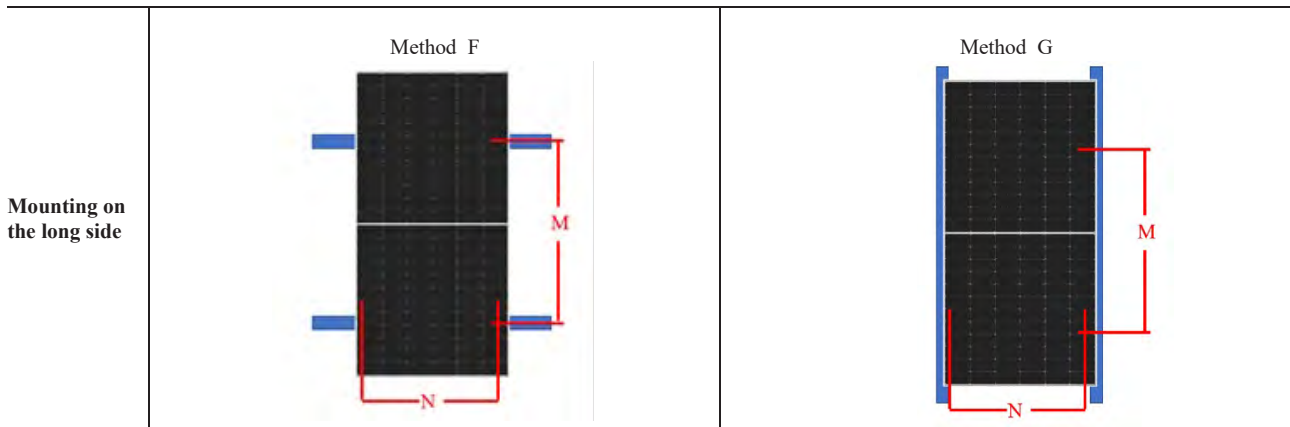 Method F
Method G
Mounting on
the long side
M
M
N
N